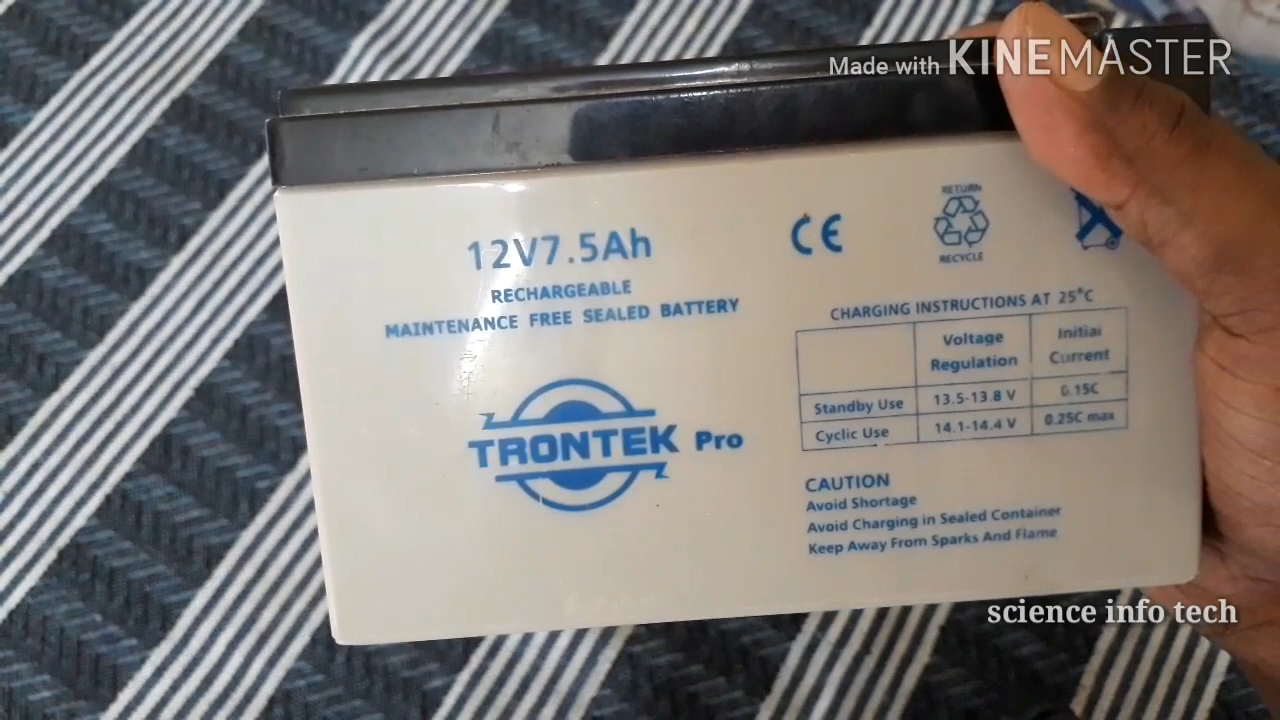 Made with KINEMASTER
12V7.5Ah
RECHARGEABLE
MAINTENANCE FREE SEALED BATTERY
TRONTEK Pro
CE
RETURN
RECYCLE
CHARGING INSTRUCTIONS AT 25°C
Voltage Regulation Initial Current
Standby Use 13.5-13.8 V 0.15C
Cyclic Use 14.1-14.4 V 0.25C max
CAUTION
Avoid Shortage
Avoid Charging in Sealed Container
Keep Away From Sparks And Flame
science info tech